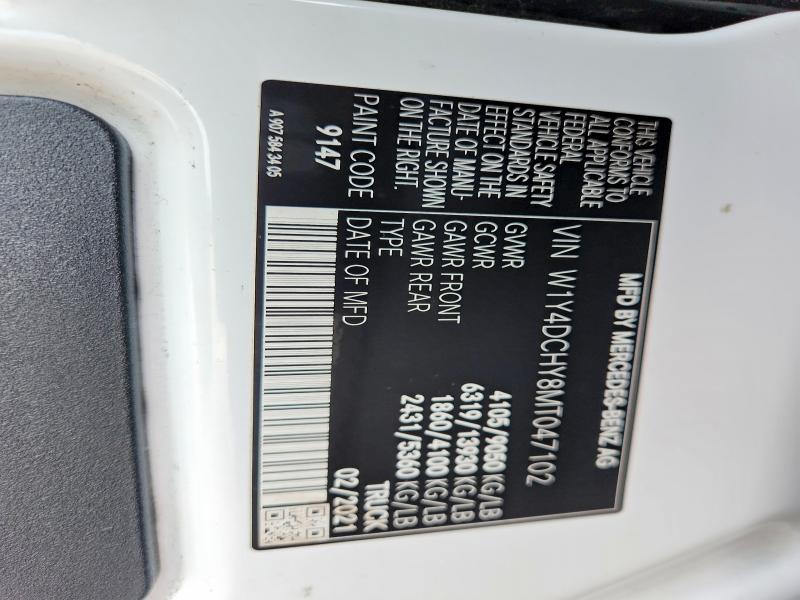 MFD BY MERCEDES-BENZ AG
VIN W1Y4DCHY8MT047102
THIS VEHICLE
CONFORMS TO
ALL APPLICABLE
FEDERAL
VEHICLE SAFETY
STANDARDS IN
EFFECT ON THE
DATE OF MANU-
FACTURE SHOWN
ON THE RIGHT.
PAINT CODE
9147
GVWR 4105/9050 KG/LB
GCWR 6319/13930 KG/LB
GAWR FRONT 1860/4100 KG/LB
GAWR REAR 2431/5360 KG/LB
TYPE TRUCK
DATE OF MFD 02/2021
A 907 584 34 05